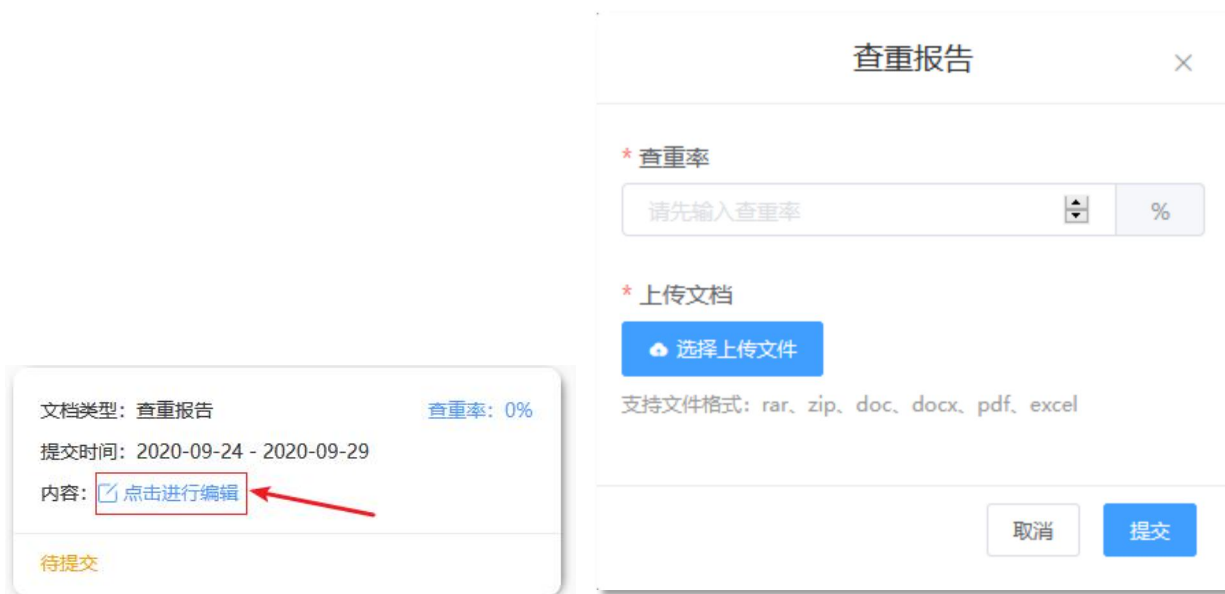 文档类型：查重报告 查重率：0%
提交时间：2020-09-24 - 2020-09-29
内容：点击进行编辑
待提交
查重报告
* 查重率
请先输入查重率 %
* 上传文档
选择上传文件
支持文件格式：rar、zip、doc、docx、pdf、excel
取消 提交